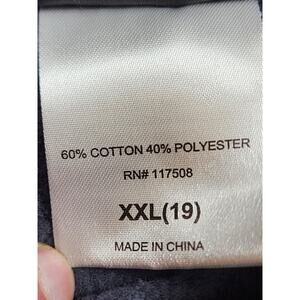 60% COTTON 40% POLYESTER
RN# 117508
XXL(19)
MADE IN CHINA